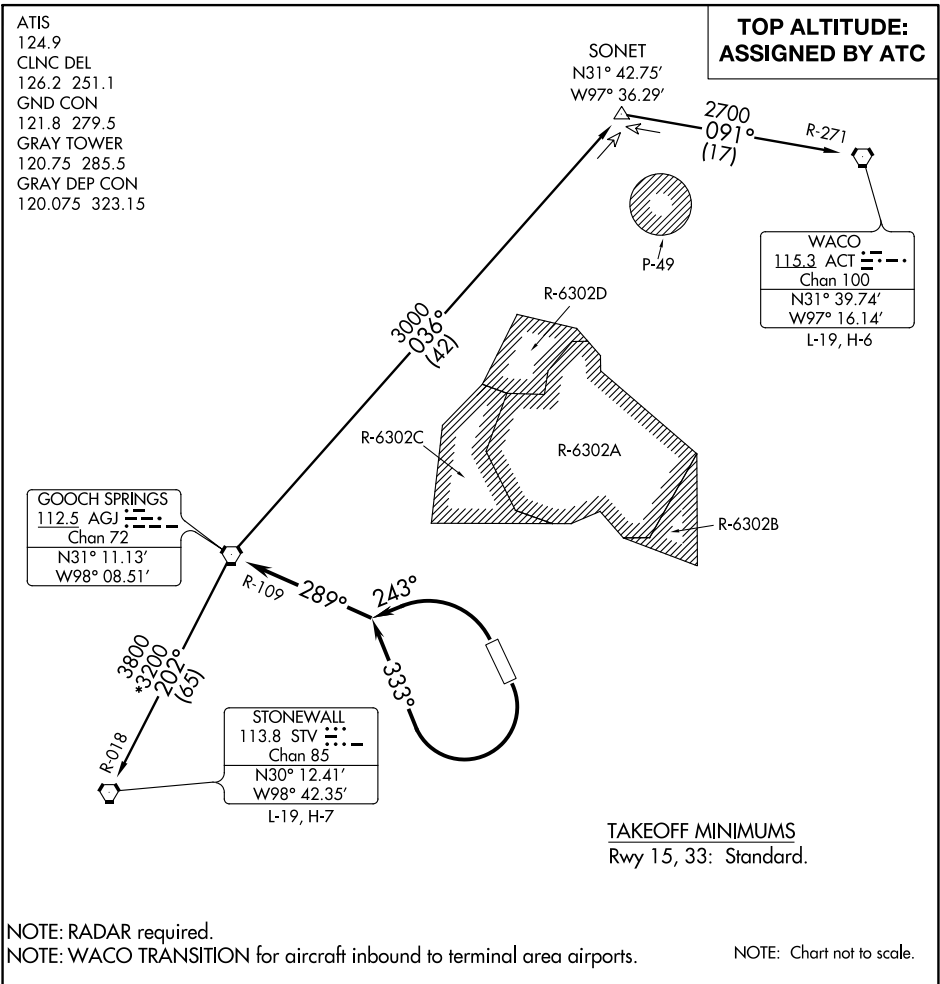 ATIS
124.9
CLNC DEL
126.2 251.1
GND CON
121.8 279.5
GRAY TOWER
120.75 285.5
GRAY DEP CON
120.075 323.15
TOP ALTITUDE:
ASSIGNED BY ATC
SONET
N31° 42.75'
W97° 36.29'
2700
091°
(17)
R-271
WACO
115.3 ACT
Chan 100
N31° 39.74'
W97° 16.14'
L-19, H-6
P-49
R-6302D
3000
036°
(42)
R-6302C
R-6302A
R-6302B
GOOCH SPRINGS
112.5 AGJ
Chan 72
N31° 11.13'
W98° 08.51'
R-109
289°
243°
333°
3800
*3200
202°
(65)
R-018
STONEWALL
113.8 STV
Chan 85
N30° 12.41'
W98° 42.35'
L-19, H-7
TAKEOFF MINIMUMS
Rwy 15, 33: Standard.
NOTE: RADAR required.
NOTE: WACO TRANSITION for aircraft inbound to terminal area airports.
NOTE: Chart not to scale.